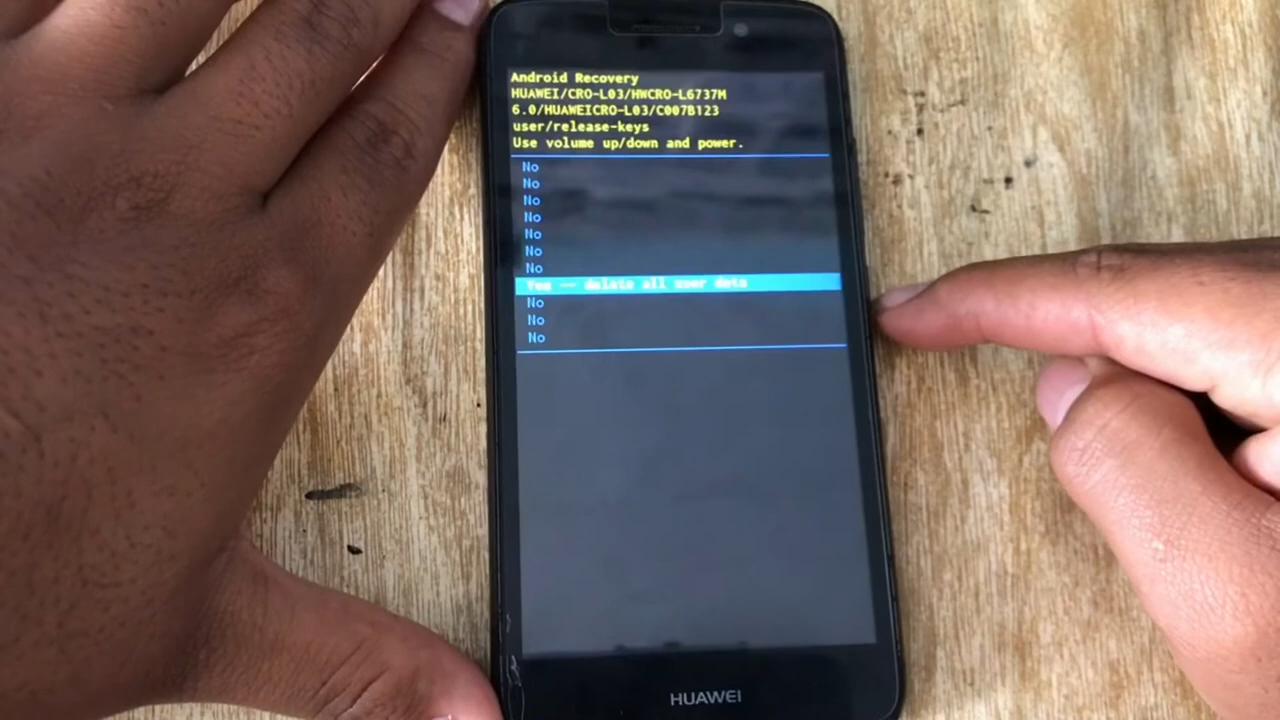 Android Recovery
HUAWEI/CRO-L03/HWCRO-L6737M
6.0/HUAWEICRO-L03/C007B123
user/release-keys
Use volume up/down and power.
No
No
No
No
No
No
No
Yes -- delete all user data
No
No
No
HUAWEI